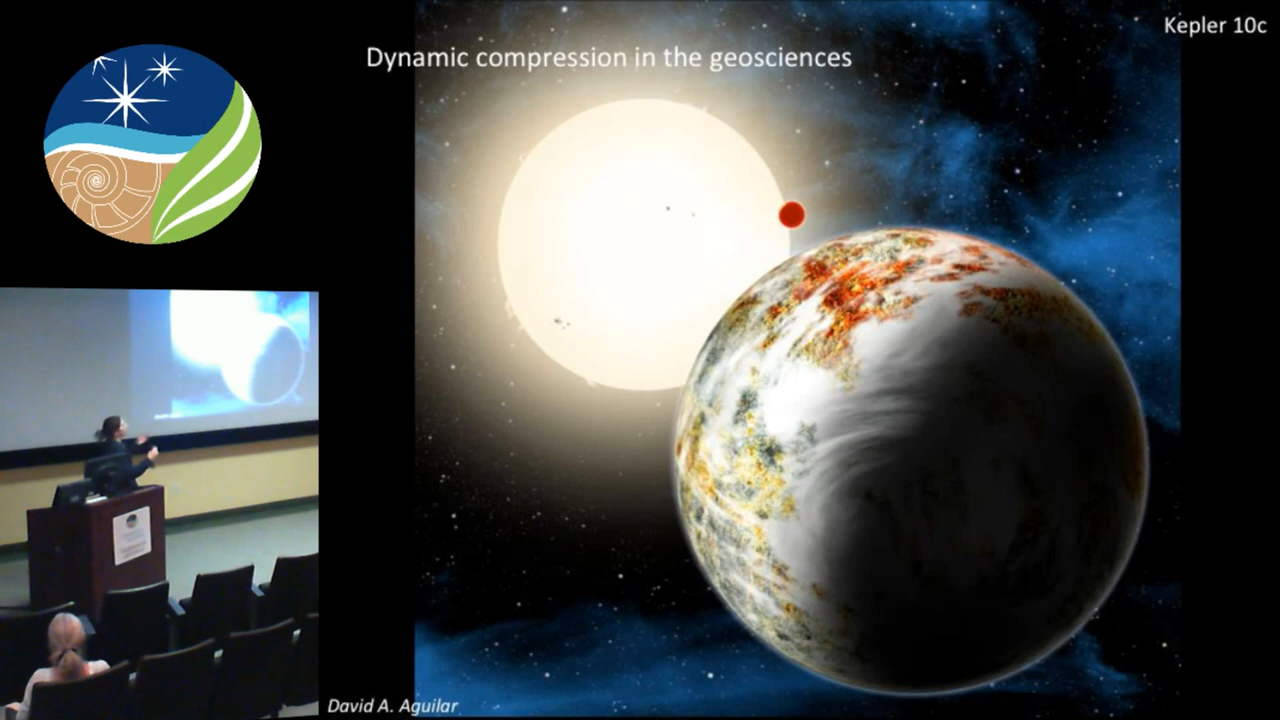 Kepler 10c
Dynamic compression in the geosciences
David A. Aguilar